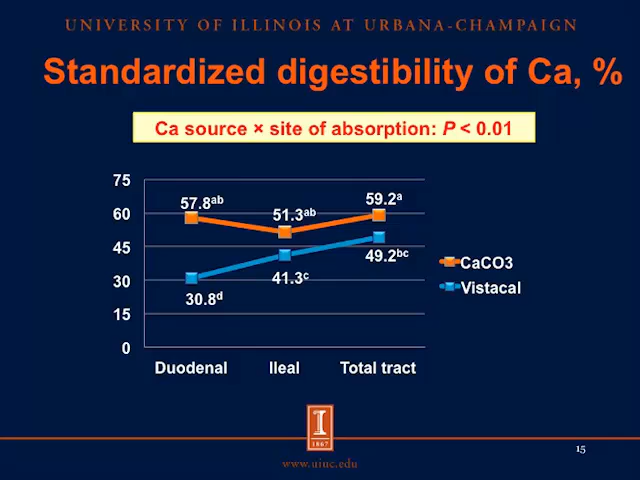 UNIVERSITY OF ILLINOIS AT URBANA-CHAMPAIGN
Standardized digestibility of Ca, %
Ca source × site of absorption: P < 0.01
75
60
45
30
15
0
57.8ab
51.3ab
59.2a
30.8d
41.3c
49.2bc
CaCO3
Vistacal
Duodenal Ileal Total tract
I
1867
15
www.uiuc.edu